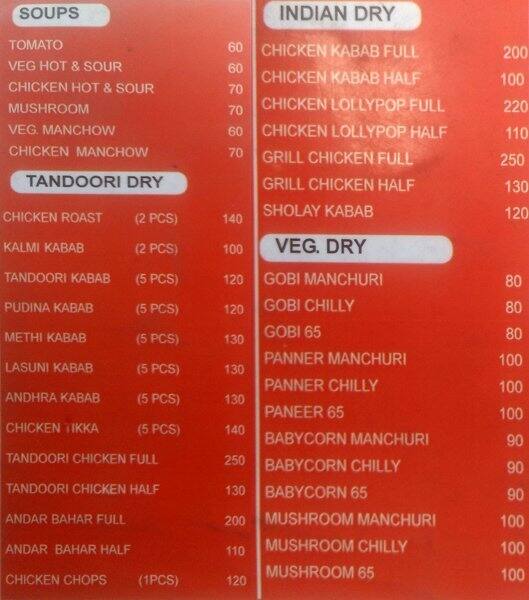 SOUPS
TOMATO 60
VEG HOT & SOUR 60
CHICKEN HOT & SOUR 70
MUSHROOM 70
VEG. MANCHOW 60
CHICKEN MANCHOW 70
TANDOORI DRY
CHICKEN ROAST (2 PCS) 140
KALMI KABAB (2 PCS) 100
TANDOORI KABAB (5 PCS) 120
PUDINA KABAB (5 PCS) 120
METHI KABAB (5 PCS) 130
LASUNI KABAB (5 PCS) 130
ANDHRA KABAB (5 PCS) 130
CHICKEN TIKKA (5 PCS) 140
TANDOORI CHICKEN FULL 250
TANDOORI CHICKEN HALF 130
ANDAR BAHAR FULL 200
ANDAR BAHAR HALF 110
CHICKEN CHOPS (1PCS) 120
INDIAN DRY
CHICKEN KABAB FULL 200
CHICKEN KABAB HALF 100
CHICKEN LOLLYPOP FULL 220
CHICKEN LOLLYPOP HALF 110
GRILL CHICKEN FULL 250
GRILL CHICKEN HALF 130
SHOLAY KABAB 120
VEG. DRY
GOBI MANCHURI 80
GOBI CHILLY 80
GOBI 65 80
PANNER MANCHURI 100
PANNER CHILLY 100
PANEER 65 100
BABYCORN MANCHURI 90
BABYCORN CHILLY 90
BABYCORN 65 90
MUSHROOM MANCHURI 100
MUSHROOM CHILLY 100
MUSHROOM 65 100